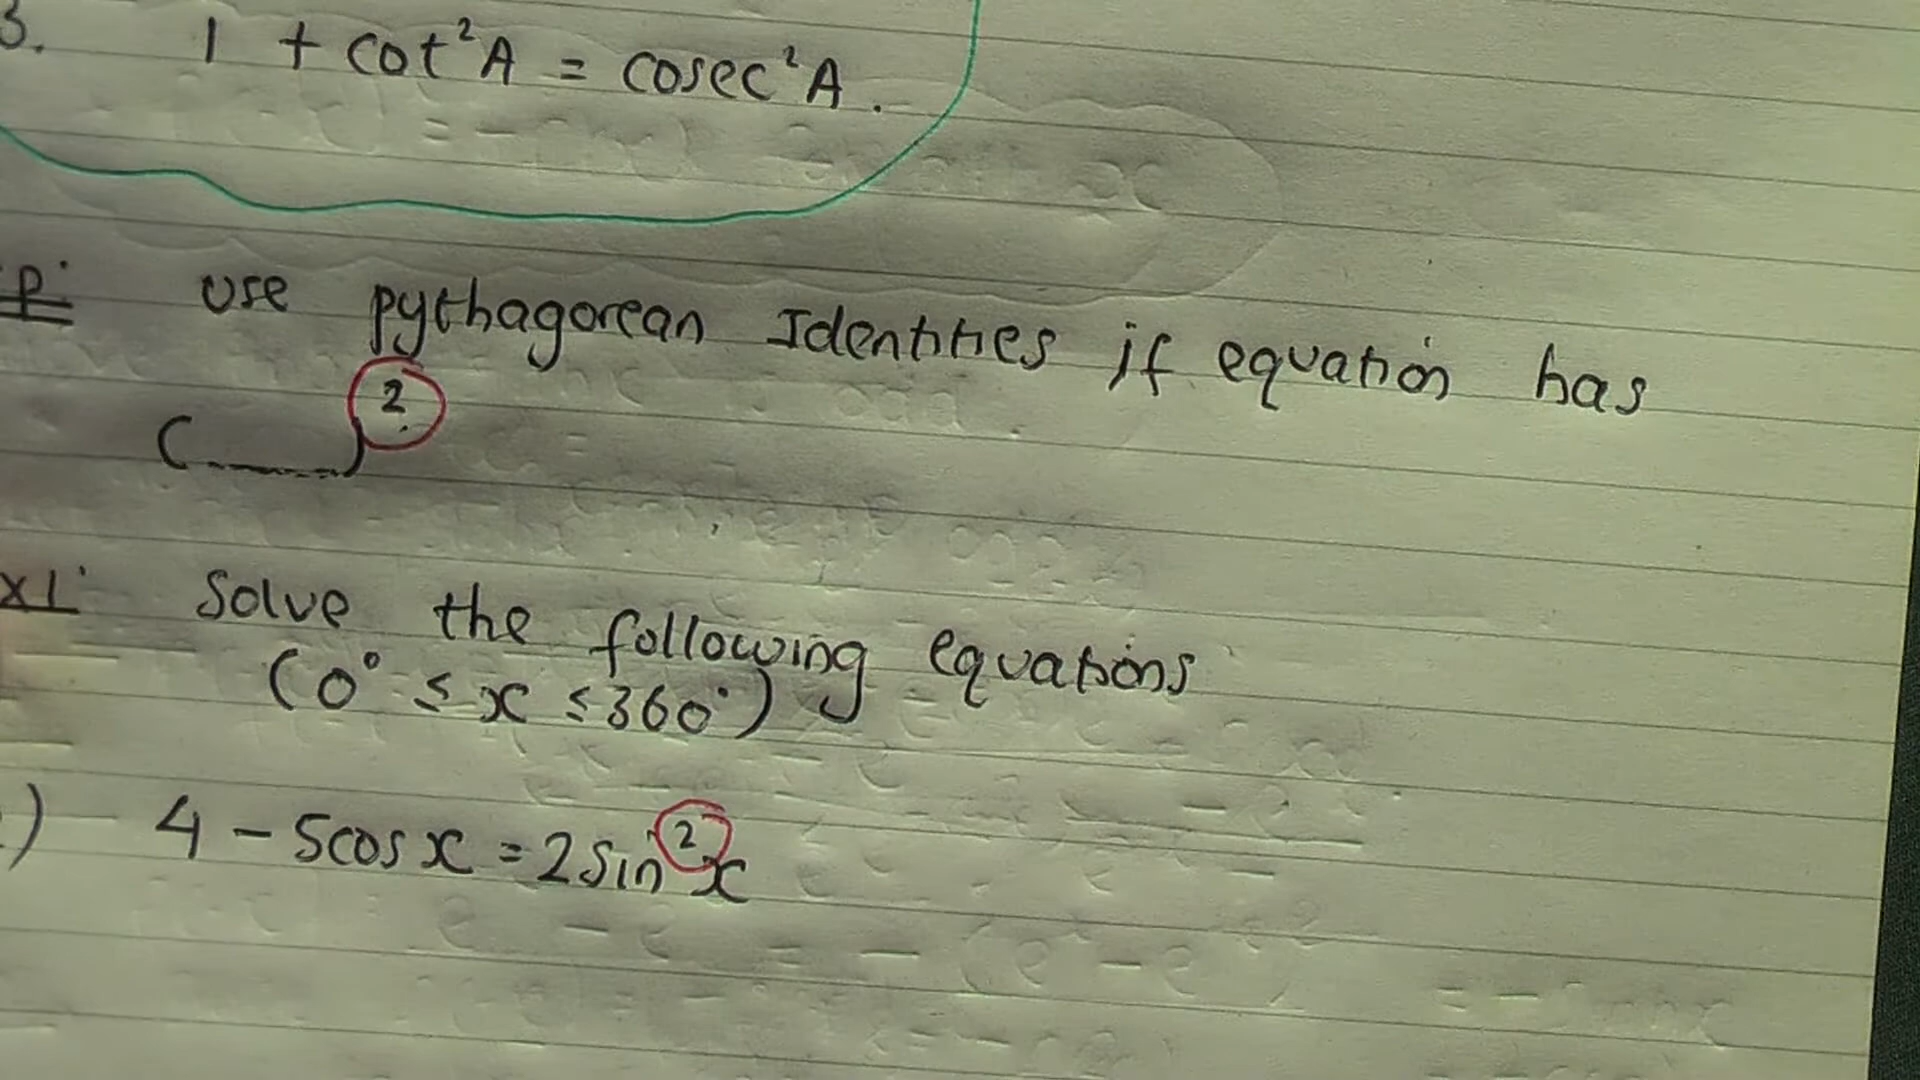 3. 1 + cot²A = cosec²A.
P: use pythagorean Identities if equation has
(____)²
x1: Solve the following equations
(0° ≤ x ≤ 360°)
) 4 - 5cos x = 2sin²x